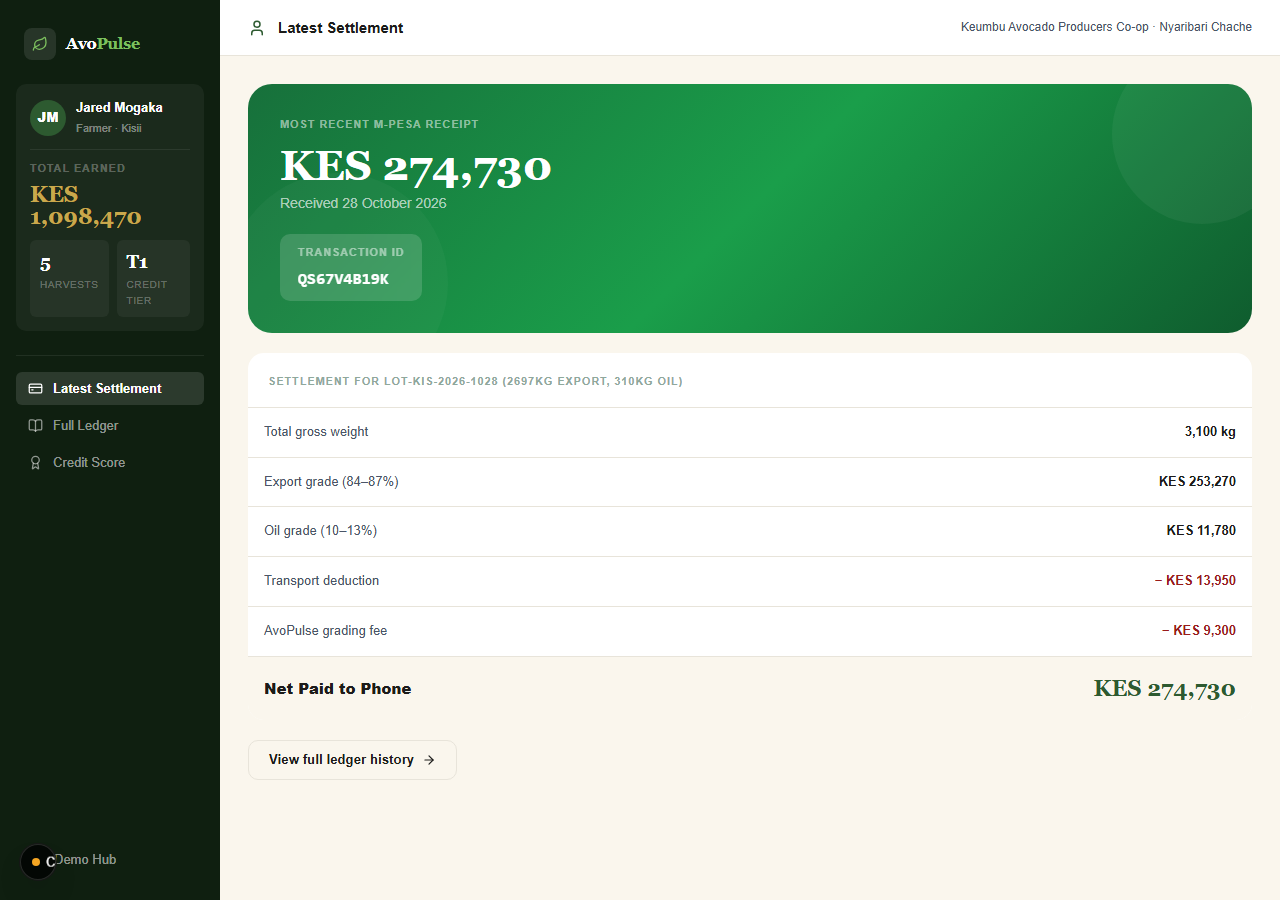 AvoPulse
JM
Jared Mogaka
Farmer · Kisii
TOTAL EARNED
KES
1,098,470
5
HARVESTS
T1
CREDIT
TIER
Latest Settlement
Full Ledger
Credit Score
Demo Hub
Latest Settlement
Keumbu Avocado Producers Co-op · Nyaribari Chache
MOST RECENT M-PESA RECEIPT
KES 274,730
Received 28 October 2026
TRANSACTION ID
QS67V4B19K
SETTLEMENT FOR LOT-KIS-2026-1028 (2697KG EXPORT, 310KG OIL)
Total gross weight 3,100 kg
Export grade (84–87%) KES 253,270
Oil grade (10–13%) KES 11,780
Transport deduction − KES 13,950
AvoPulse grading fee − KES 9,300
Net Paid to Phone KES 274,730
View full ledger history →